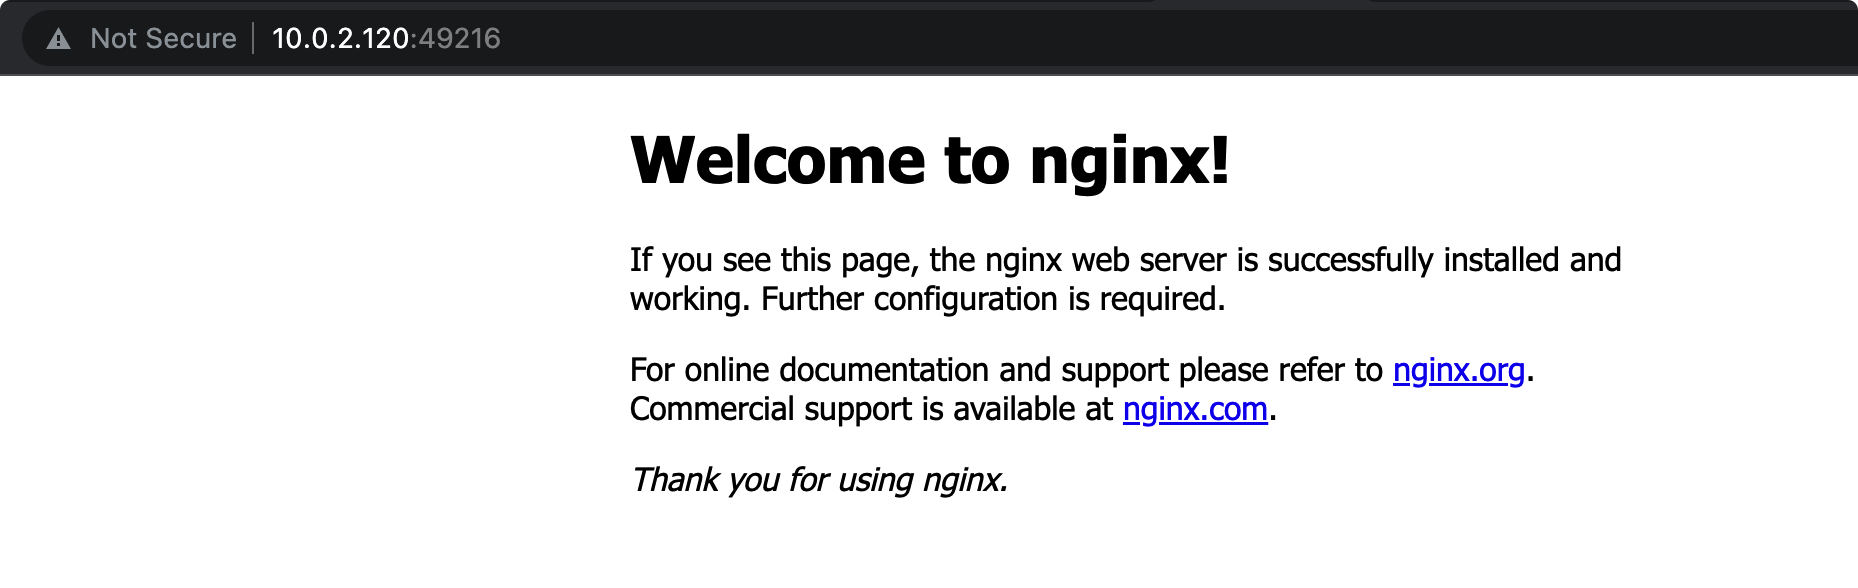 Not Secure | 10.0.2.120:49216
Welcome to nginx!
If you see this page, the nginx web server is successfully installed and
working. Further configuration is required.
For online documentation and support please refer to nginx.org.
Commercial support is available at nginx.com.
Thank you for using nginx.